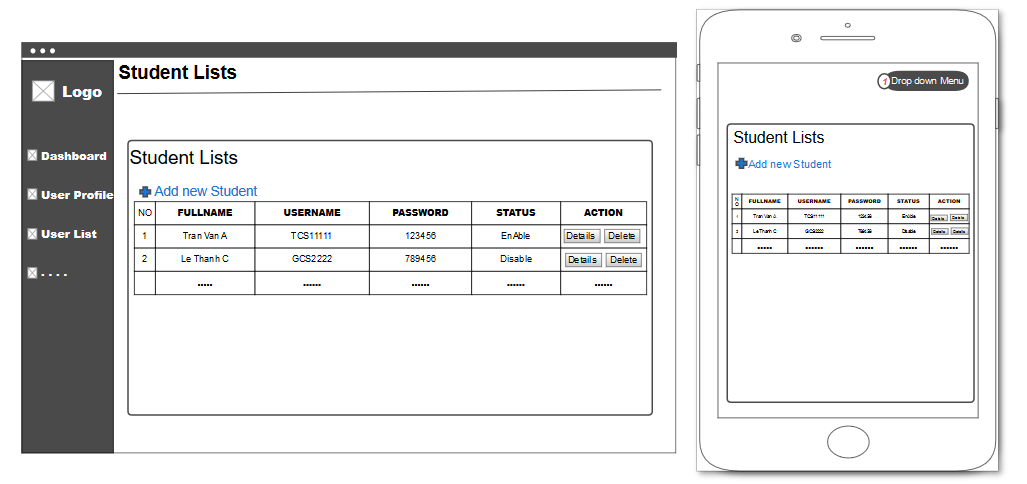 Student Lists
Logo
Dashboard
User Profile
User List
. . . .
Student Lists
Add new Student
NO FULLNAME USERNAME PASSWORD STATUS ACTION
1 Tran Van A TCS11111 123456 EnAble Details Delete
2 Le Thanh C GCS2222 789456 Disable Details Delete
..... ...... ...... ...... ......
1 Drop down Menu
Student Lists
Add new Student
NO FULLNAME USERNAME PASSWORD STATUS ACTION
1 Tran Van A TCS11111 123456 EnAble Details Delete
2 Le Thanh C GCS2222 789456 Disable Details Delete
..... ...... ...... ...... ......